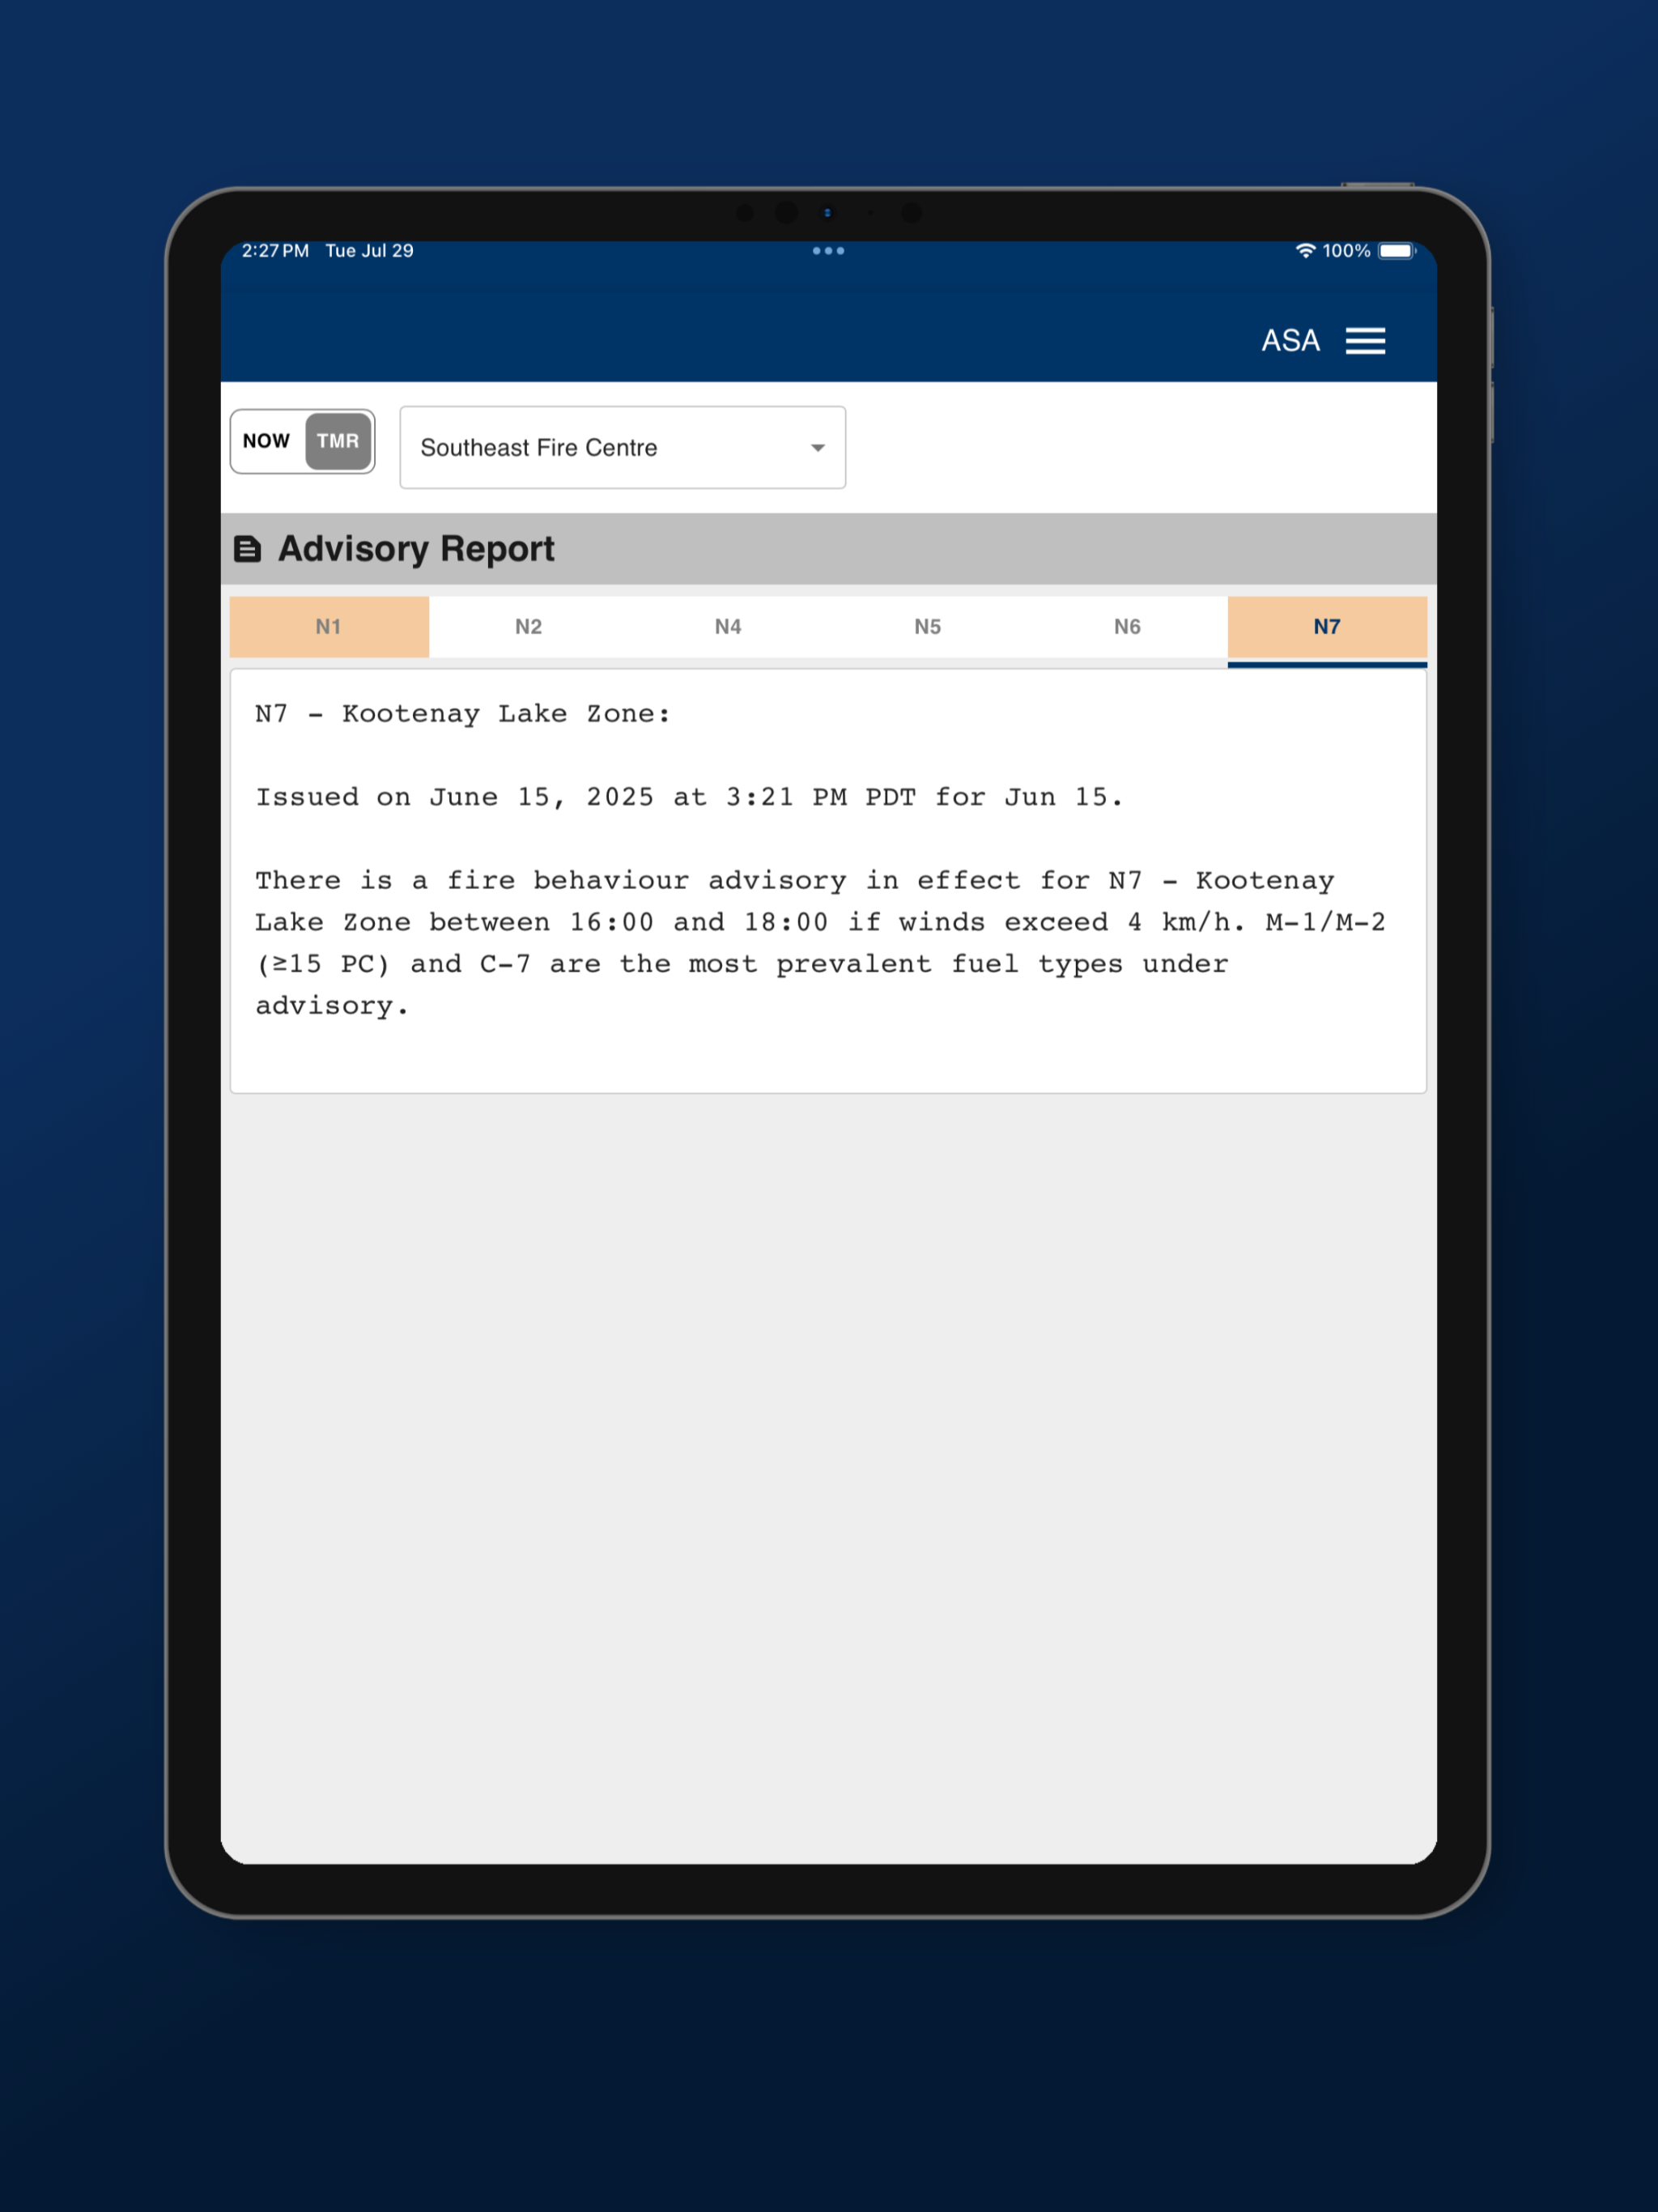 2:27 PM Tue Jul 29
100%
ASA
NOW TMR
Southeast Fire Centre
Advisory Report
N1 N2 N4 N5 N6 N7
N7 - Kootenay Lake Zone:
Issued on June 15, 2025 at 3:21 PM PDT for Jun 15.
There is a fire behaviour advisory in effect for N7 - Kootenay
Lake Zone between 16:00 and 18:00 if winds exceed 4 km/h. M-1/M-2
(≥15 PC) and C-7 are the most prevalent fuel types under
advisory.